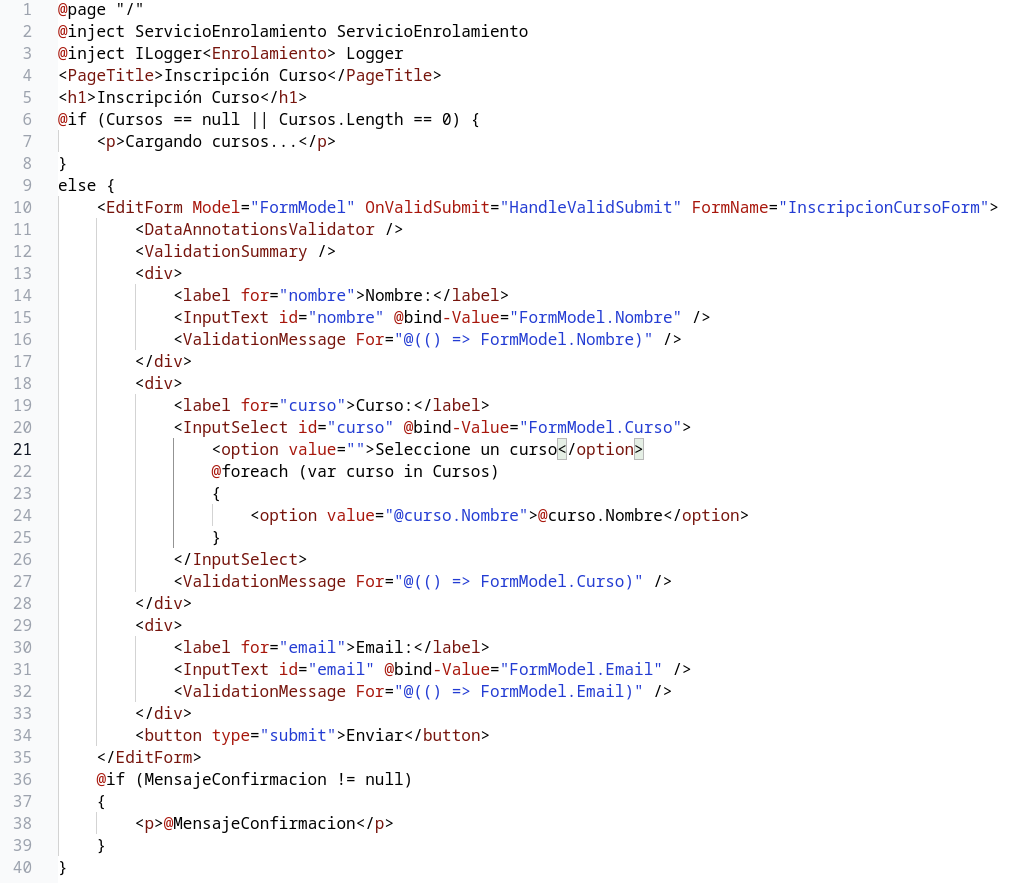 1 @page "/"
2 @inject ServicioEnrolamiento ServicioEnrolamiento
3 @inject ILogger<Enrolamiento> Logger
4 <PageTitle>Inscripción Curso</PageTitle>
5 <h1>Inscripción Curso</h1>
6 @if (Cursos == null || Cursos.Length == 0) {
7     <p>Cargando cursos...</p>
8 }
9 else {
10     <EditForm Model="FormModel" OnValidSubmit="HandleValidSubmit" FormName="InscripcionCursoForm">
11         <DataAnnotationsValidator />
12         <ValidationSummary />
13         <div>
14             <label for="nombre">Nombre:</label>
15             <InputText id="nombre" @bind-Value="FormModel.Nombre" />
16             <ValidationMessage For="@(() => FormModel.Nombre)" />
17         </div>
18         <div>
19             <label for="curso">Curso:</label>
20             <InputSelect id="curso" @bind-Value="FormModel.Curso">
21                 <option value="">Seleccione un curso</option>
22                 @foreach (var curso in Cursos)
23                 {
24                     <option value="@curso.Nombre">@curso.Nombre</option>
25                 }
26             </InputSelect>
27             <ValidationMessage For="@(() => FormModel.Curso)" />
28         </div>
29         <div>
30             <label for="email">Email:</label>
31             <InputText id="email" @bind-Value="FormModel.Email" />
32             <ValidationMessage For="@(() => FormModel.Email)" />
33         </div>
34         <button type="submit">Enviar</button>
35     </EditForm>
36     @if (MensajeConfirmacion != null)
37     {
38         <p>@MensajeConfirmacion</p>
39     }
40 }